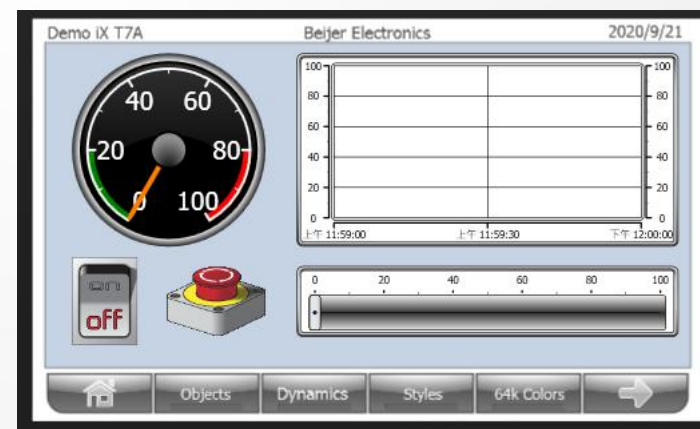 Demo iX T7A Beijer Electronics 2020/9/21
40 60
20 80
0 100
100 100
80 80
60 60
40 40
20 20
0 0
上午 11:59:00 上午 11:59:30 下午 12:00:00
on
off
0 20 40 60 80 100
Objects Dynamics Styles 64k Colors